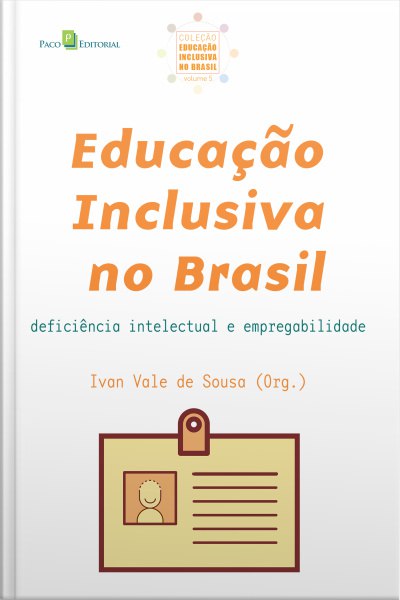 PACO EDITORIAL
COLEÇÃO
EDUCAÇÃO
INCLUSIVA
NO BRASIL
volume 5
Educação
Inclusiva
no Brasil
deficiência intelectual e empregabilidade
Ivan Vale de Sousa (Org.)